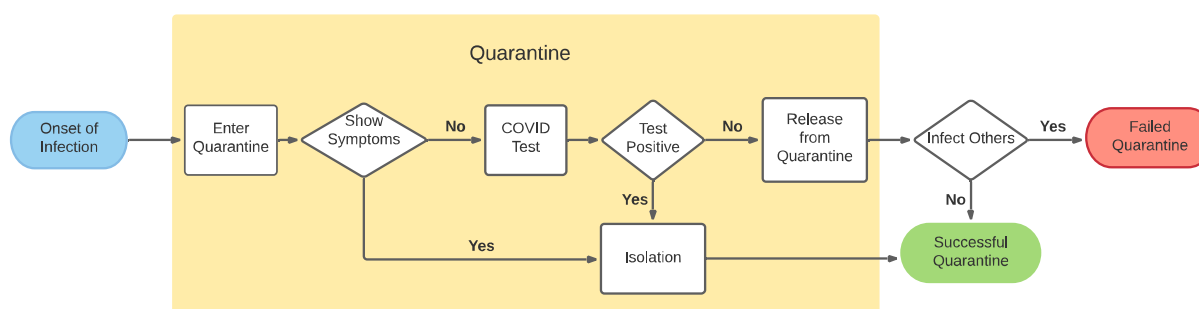 Quarantine
Onset of
Infection
Enter
Quarantine
Show
Symptoms
No
COVID
Test
Test
Positive
No
Release
from
Quarantine
Infect Others
Yes
Failed
Quarantine
Yes
No
Yes
Isolation
Successful
Quarantine